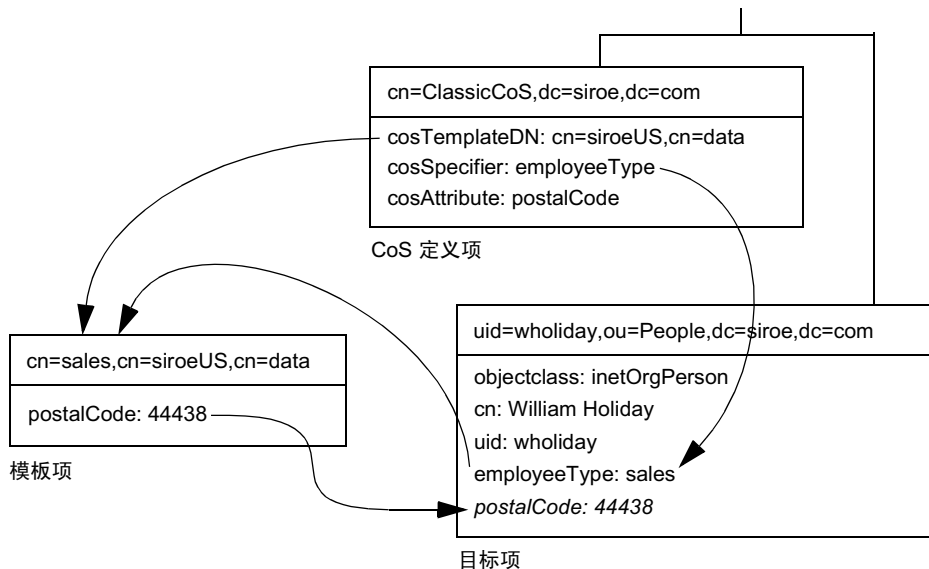 cn=ClassicCoS,dc=siroe,dc=com
cosTemplateDN: cn=siroeUS,cn=data
cosSpecifier: employeeType
cosAttribute: postalCode
CoS 定义项
cn=sales,cn=siroeUS,cn=data
postalCode: 44438
模板项
uid=wholiday,ou=People,dc=siroe,dc=com
objectclass: inetOrgPerson
cn: William Holiday
uid: wholiday
employeeType: sales
postalCode: 44438
目标项